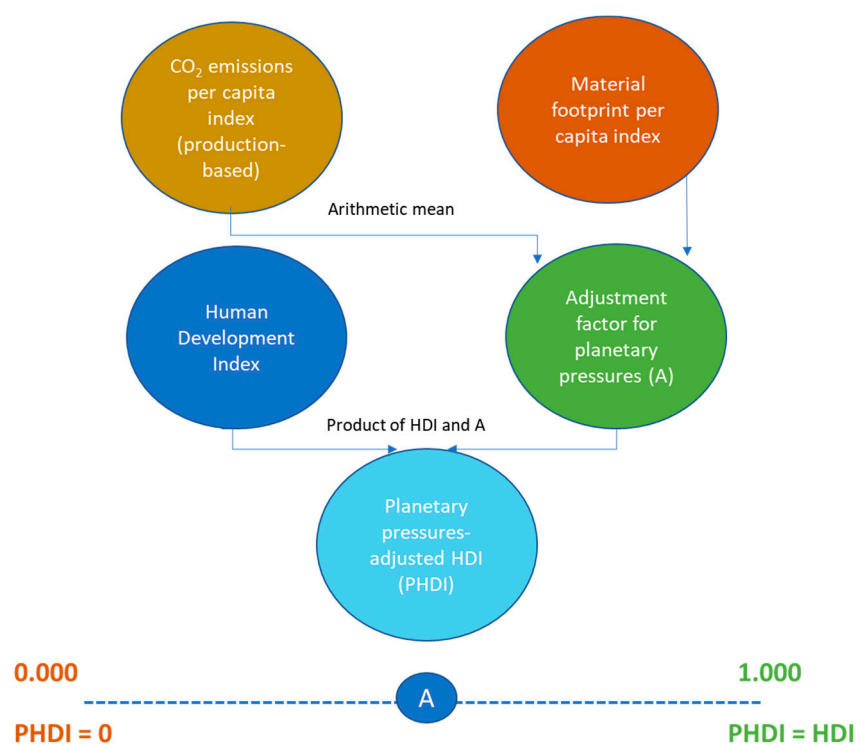 CO₂ emissions
per capita
index
(production-
based)
Material
footprint per
capita index
Arithmetic mean
Human
Development
Index
Adjustment
factor for
planetary
pressures (A)
Product of HDI and A
Planetary
pressures-
adjusted HDI
(PHDI)
0.000
A
1.000
PHDI = 0
PHDI = HDI